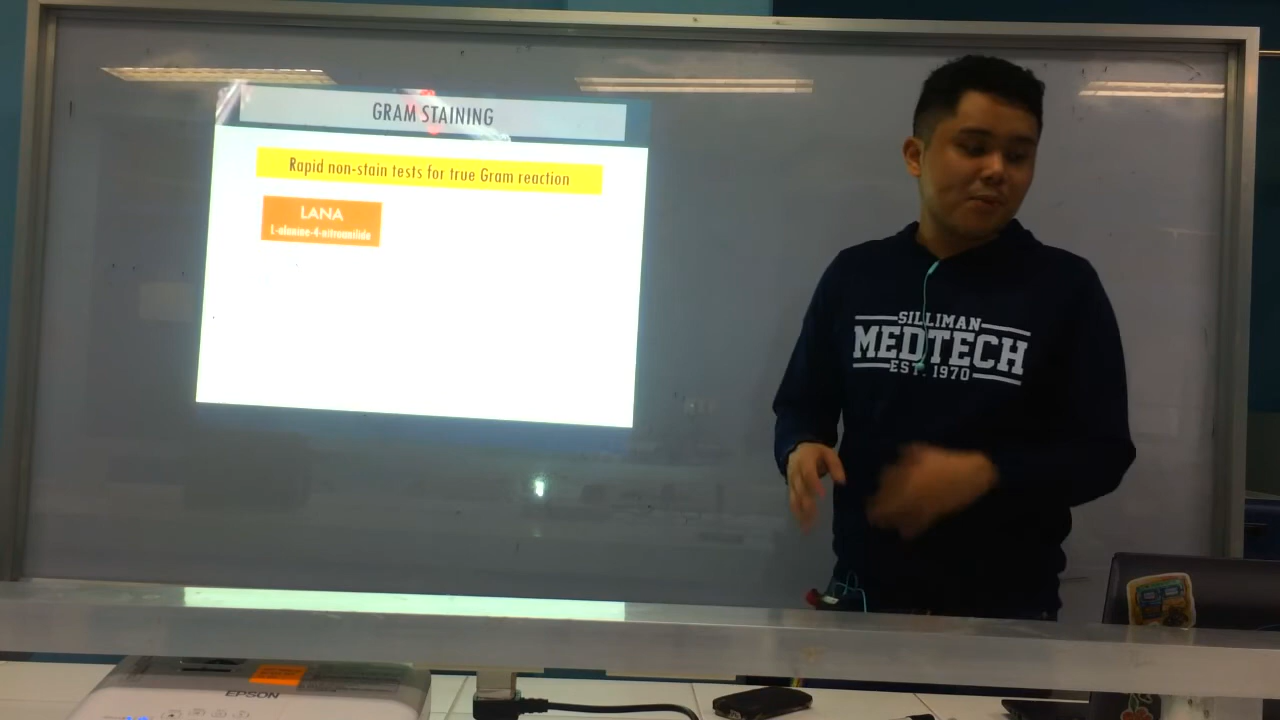 GRAM STAINING
Rapid non-stain tests for true Gram reaction
LANA
L-alanine-4-nitroanilide
SILLIMAN
MEDTECH
EST. 1970
EPSON